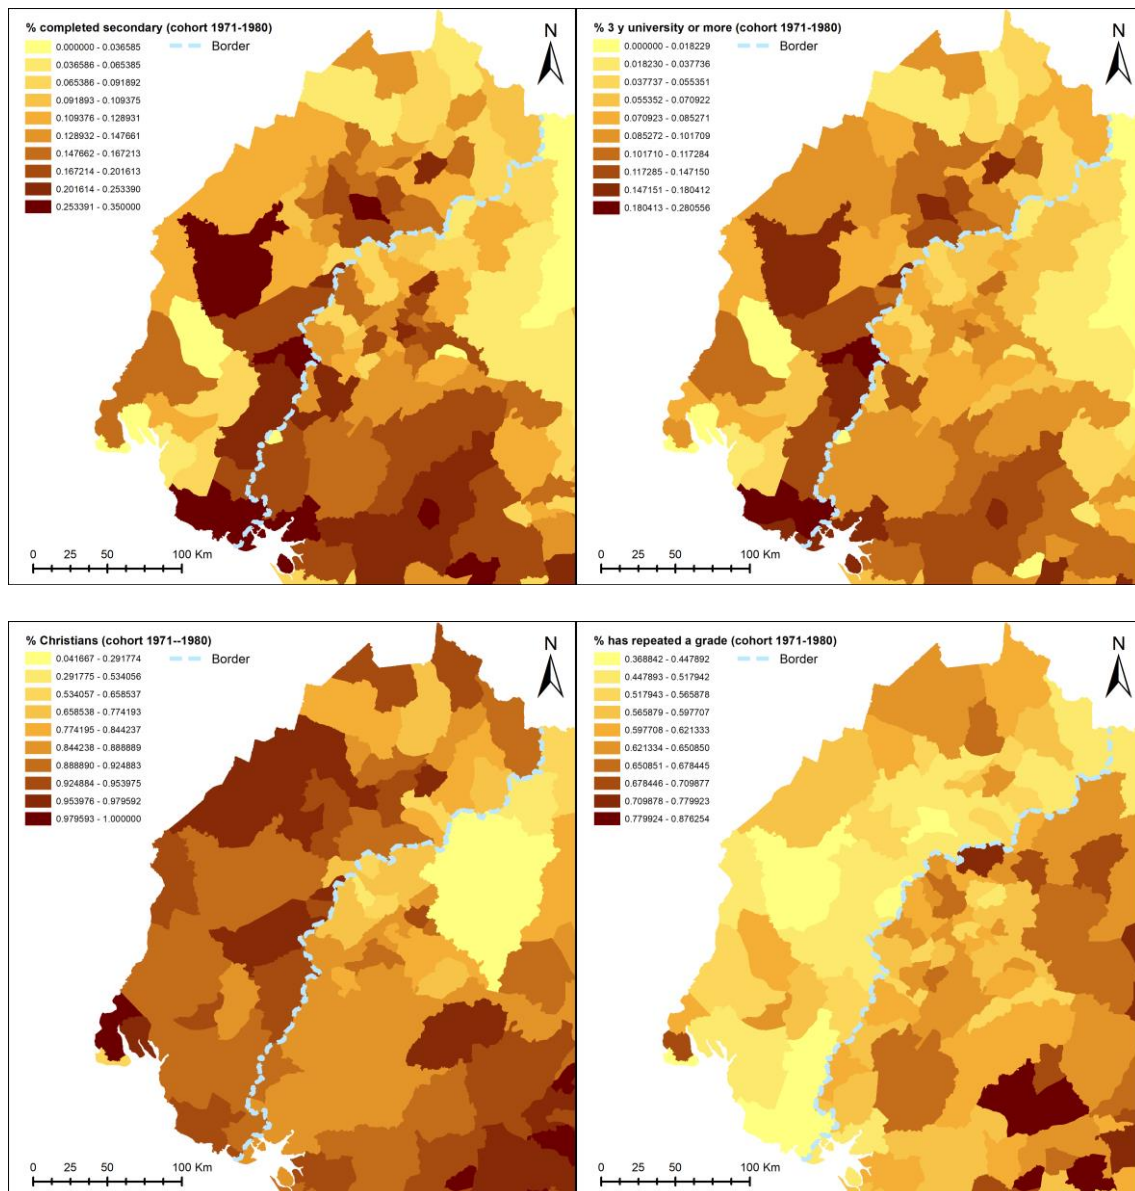 % completed secondary (cohort 1971-1980)
0.000000 - 0.036585
Border
0.036586 - 0.065385
0.065386 - 0.091892
0.091893 - 0.109375
0.109376 - 0.128931
0.128932 - 0.147661
0.147662 - 0.167213
0.167214 - 0.201613
0.201614 - 0.253390
0.253391 - 0.350000
N
0 25 50 100 Km
% 3 y university or more (cohort 1971-1980)
0.000000 - 0.018229
Border
0.018230 - 0.037736
0.037737 - 0.055351
0.055352 - 0.070922
0.070923 - 0.085271
0.085272 - 0.101709
0.101710 - 0.117284
0.117285 - 0.147150
0.147151 - 0.180412
0.180413 - 0.280556
N
0 25 50 100 Km
% Christians (cohort 1971--1980)
0.041667 - 0.291774
Border
0.291775 - 0.534056
0.534057 - 0.658537
0.658538 - 0.774193
0.774195 - 0.844237
0.844238 - 0.888889
0.888890 - 0.924883
0.924884 - 0.953975
0.953976 - 0.979592
0.979593 - 1.000000
N
0 25 50 100 Km
% has repeated a grade (cohort 1971-1980)
0.368842 - 0.447892
Border
0.447893 - 0.517942
0.517943 - 0.565878
0.565879 - 0.597707
0.597708 - 0.621333
0.621334 - 0.650850
0.650851 - 0.678445
0.678446 - 0.709877
0.709878 - 0.779923
0.779924 - 0.876254
N
0 25 50 100 Km